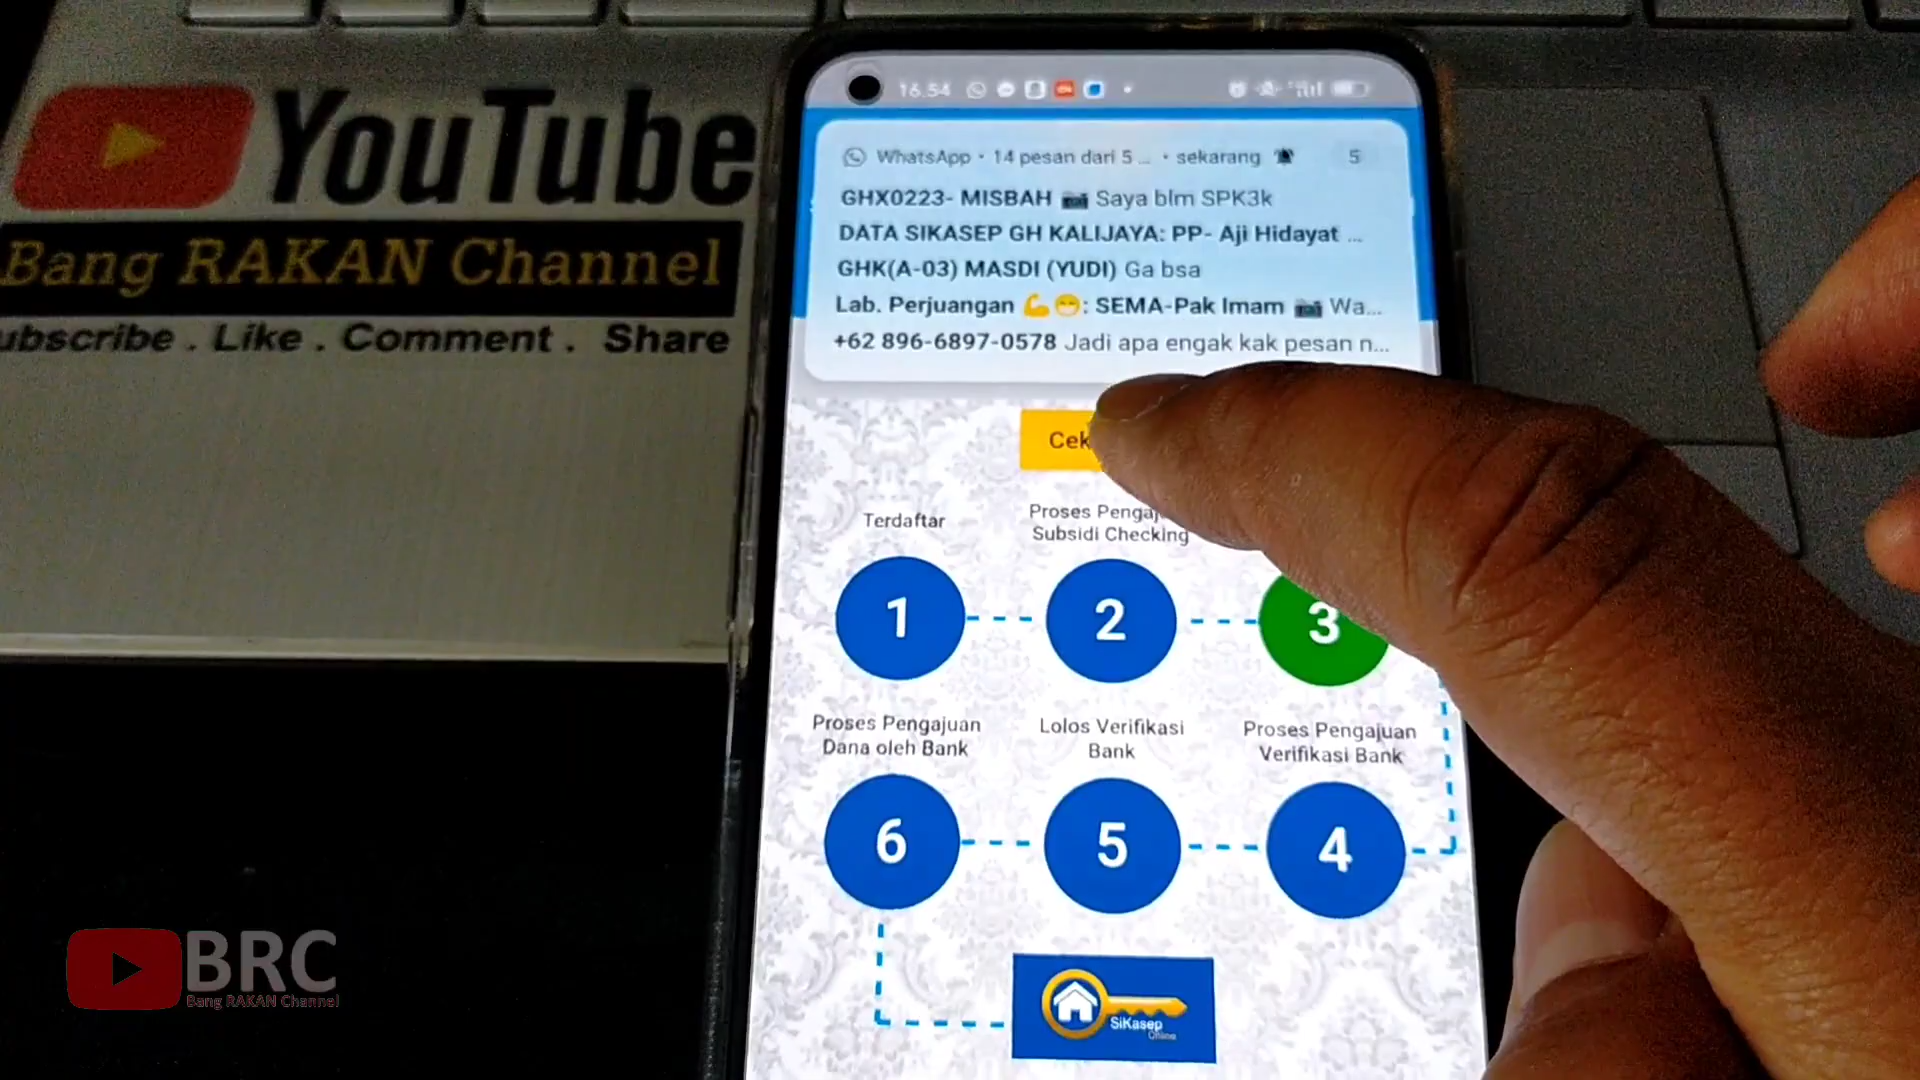 YouTube
Bang RAKAN Channel
ubscribe . Like . Comment . Share
16.54
WhatsApp • 14 pesan dari 5 ... • sekarang 5
GHX0223- MISBAH 📷 Saya blm SPK3k
DATA SIKASEP GH KALIJAYA: PP- Aji Hidayat ...
GHK(A-03) MASDI (YUDI) Ga bsa
Lab. Perjuangan 💪😁: SEMA-Pak Imam 📷 Wa...
+62 896-6897-0578 Jadi apa engak kak pesan n...
Cek
Terdaftar
Proses Pengaj
Subsidi Checking
1
2
3
Proses Pengajuan
Dana oleh Bank
Lolos Verifikasi
Bank
Proses Pengajuan
Verifikasi Bank
6
5
4
SiKasep
Online
BRC
Bang RAKAN Channel